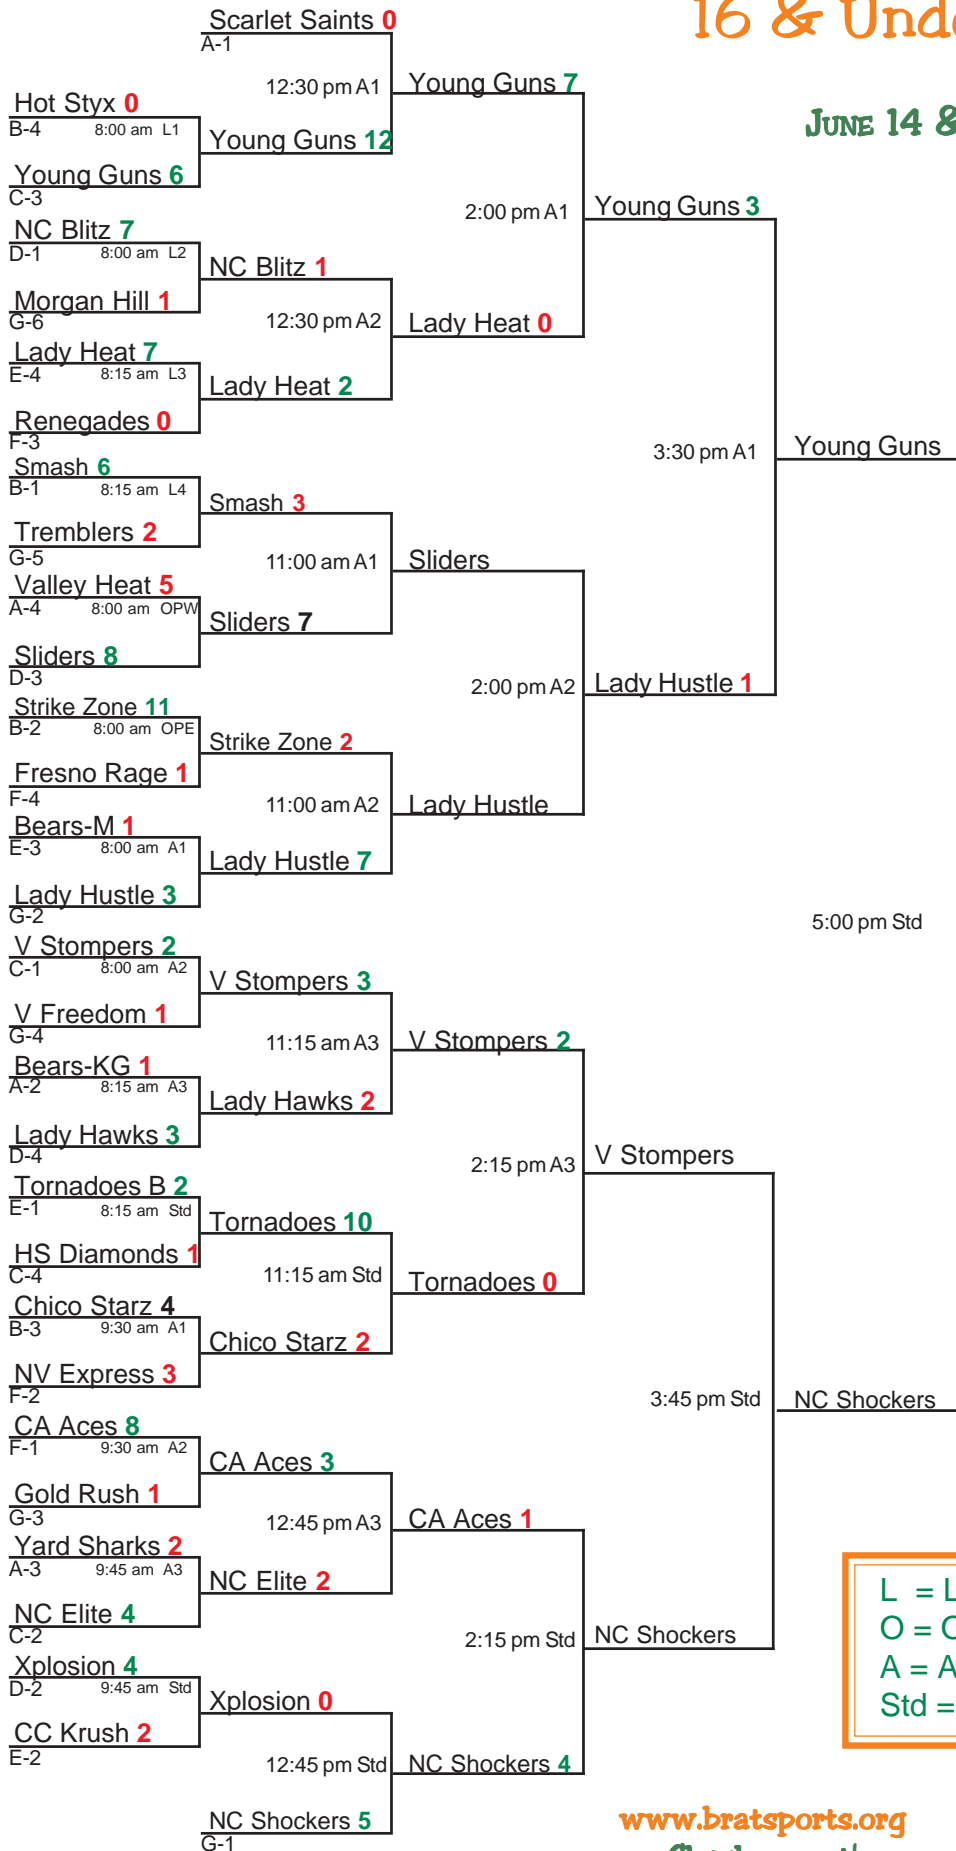 16 & Und
JUNE 14 &
Scarlet Saints 0
A-1
12:30 pm A1
Young Guns 7
Hot Styx 0
B-4 8:00 am L1
Young Guns 12
Young Guns 6
C-3
2:00 pm A1
Young Guns 3
NC Blitz 7
D-1 8:00 am L2
NC Blitz 1
Morgan Hill 1
G-6
12:30 pm A2
Lady Heat 0
Lady Heat 7
E-4 8:15 am L3
Lady Heat 2
Renegades 0
F-3
3:30 pm A1
Young Guns
Smash 6
B-1 8:15 am L4
Smash 3
Tremblers 2
G-5
11:00 am A1
Sliders
Valley Heat 5
A-4 8:00 am OPW
Sliders 7
Sliders 8
D-3
2:00 pm A2
Lady Hustle 1
Strike Zone 11
B-2 8:00 am OPE
Strike Zone 2
Fresno Rage 1
F-4
11:00 am A2
Lady Hustle
Bears-M 1
E-3 8:00 am A1
Lady Hustle 7
Lady Hustle 3
G-2
5:00 pm Std
V Stompers 2
C-1 8:00 am A2
V Stompers 3
V Freedom 1
G-4
11:15 am A3
V Stompers 2
Bears-KG 1
A-2 8:15 am A3
Lady Hawks 2
Lady Hawks 3
D-4
2:15 pm A3
V Stompers
Tornadoes B 2
E-1 8:15 am Std
Tornadoes 10
HS Diamonds 1
C-4
11:15 am Std
Tornadoes 0
Chico Starz 4
B-3 9:30 am A1
Chico Starz 2
NV Express 3
F-2
3:45 pm Std
NC Shockers
CA Aces 8
F-1 9:30 am A2
CA Aces 3
Gold Rush 1
G-3
12:45 pm A3
CA Aces 1
Yard Sharks 2
A-3 9:45 am A3
NC Elite 2
NC Elite 4
C-2
2:15 pm Std
NC Shockers
Xplosion 4
D-2 9:45 am Std
Xplosion 0
CC Krush 2
E-2
12:45 pm Std
NC Shockers 4
NC Shockers 5
G-1
L = L
O = O
A = A
Std =
www.bratsports.org